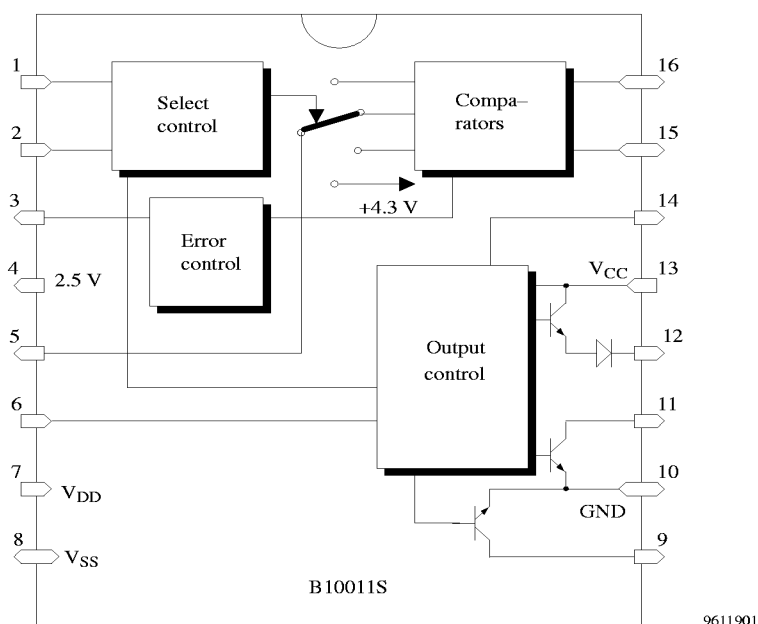 1
16
Select
control
Compa–
rators
2
15
3
14
+4.3 V
Error
control
4
2.5 V
VCC
13
5
12
Output
control
6
11
7
VDD
10
GND
8
VSS
9
B10011S
9611901